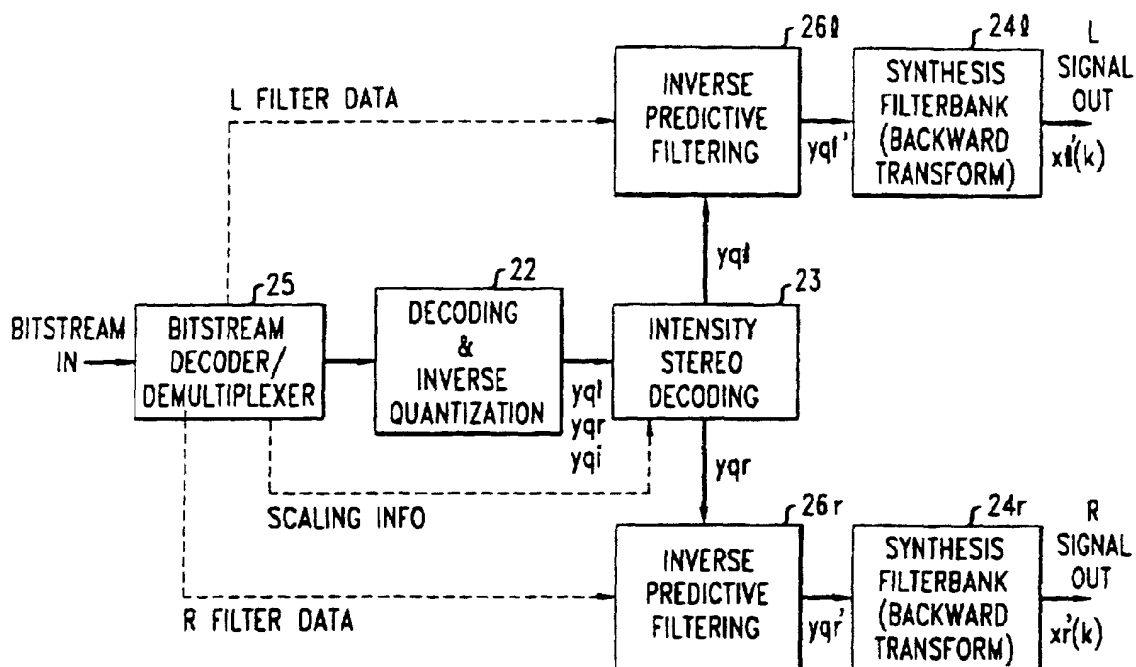 26ℓ
INVERSE
PREDICTIVE
FILTERING
yqℓ'
24ℓ
SYNTHESIS
FILTERBANK
(BACKWARD
TRANSFORM)
L
SIGNAL
OUT
xℓ'(k)
L FILTER DATA
yqℓ
BITSTREAM
IN
25
BITSTREAM
DECODER/
DEMULTIPLEXER
22
DECODING
&
INVERSE
QUANTIZATION
yqℓ
yqr
yqi
23
INTENSITY
STEREO
DECODING
SCALING INFO
yqr
R FILTER DATA
26r
INVERSE
PREDICTIVE
FILTERING
yqr'
24r
SYNTHESIS
FILTERBANK
(BACKWARD
TRANSFORM)
R
SIGNAL
OUT
xr'(k)